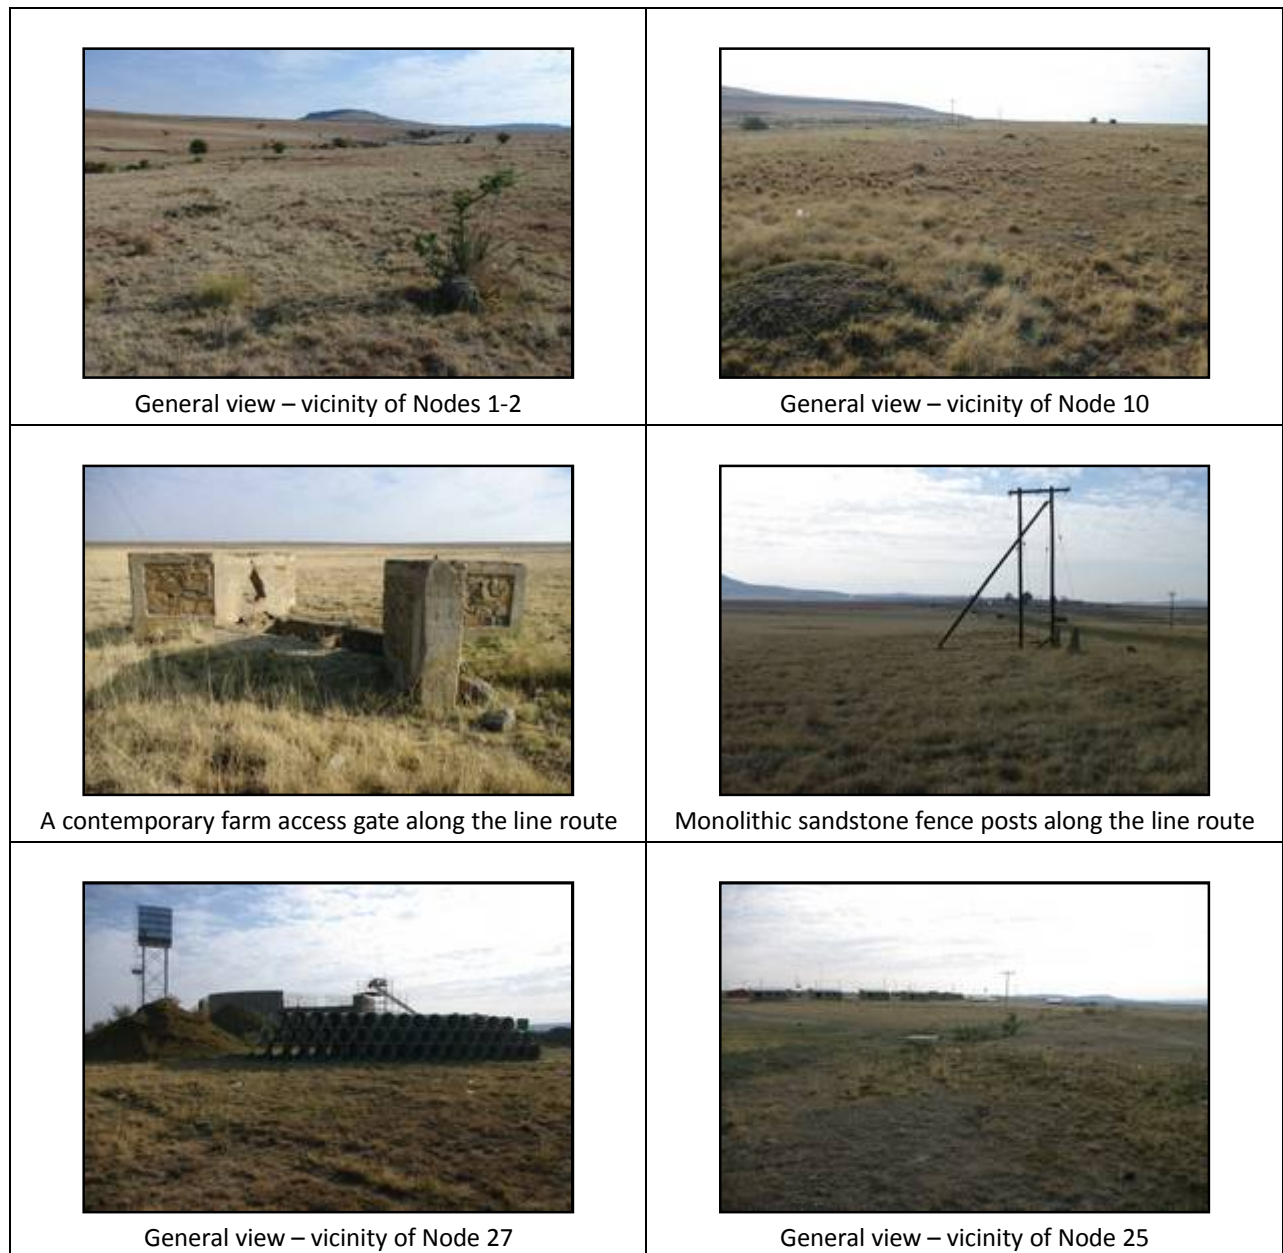 General view – vicinity of Nodes 1-2
General view – vicinity of Node 10
A contemporary farm access gate along the line route
Monolithic sandstone fence posts along the line route
General view – vicinity of Node 27
General view – vicinity of Node 25